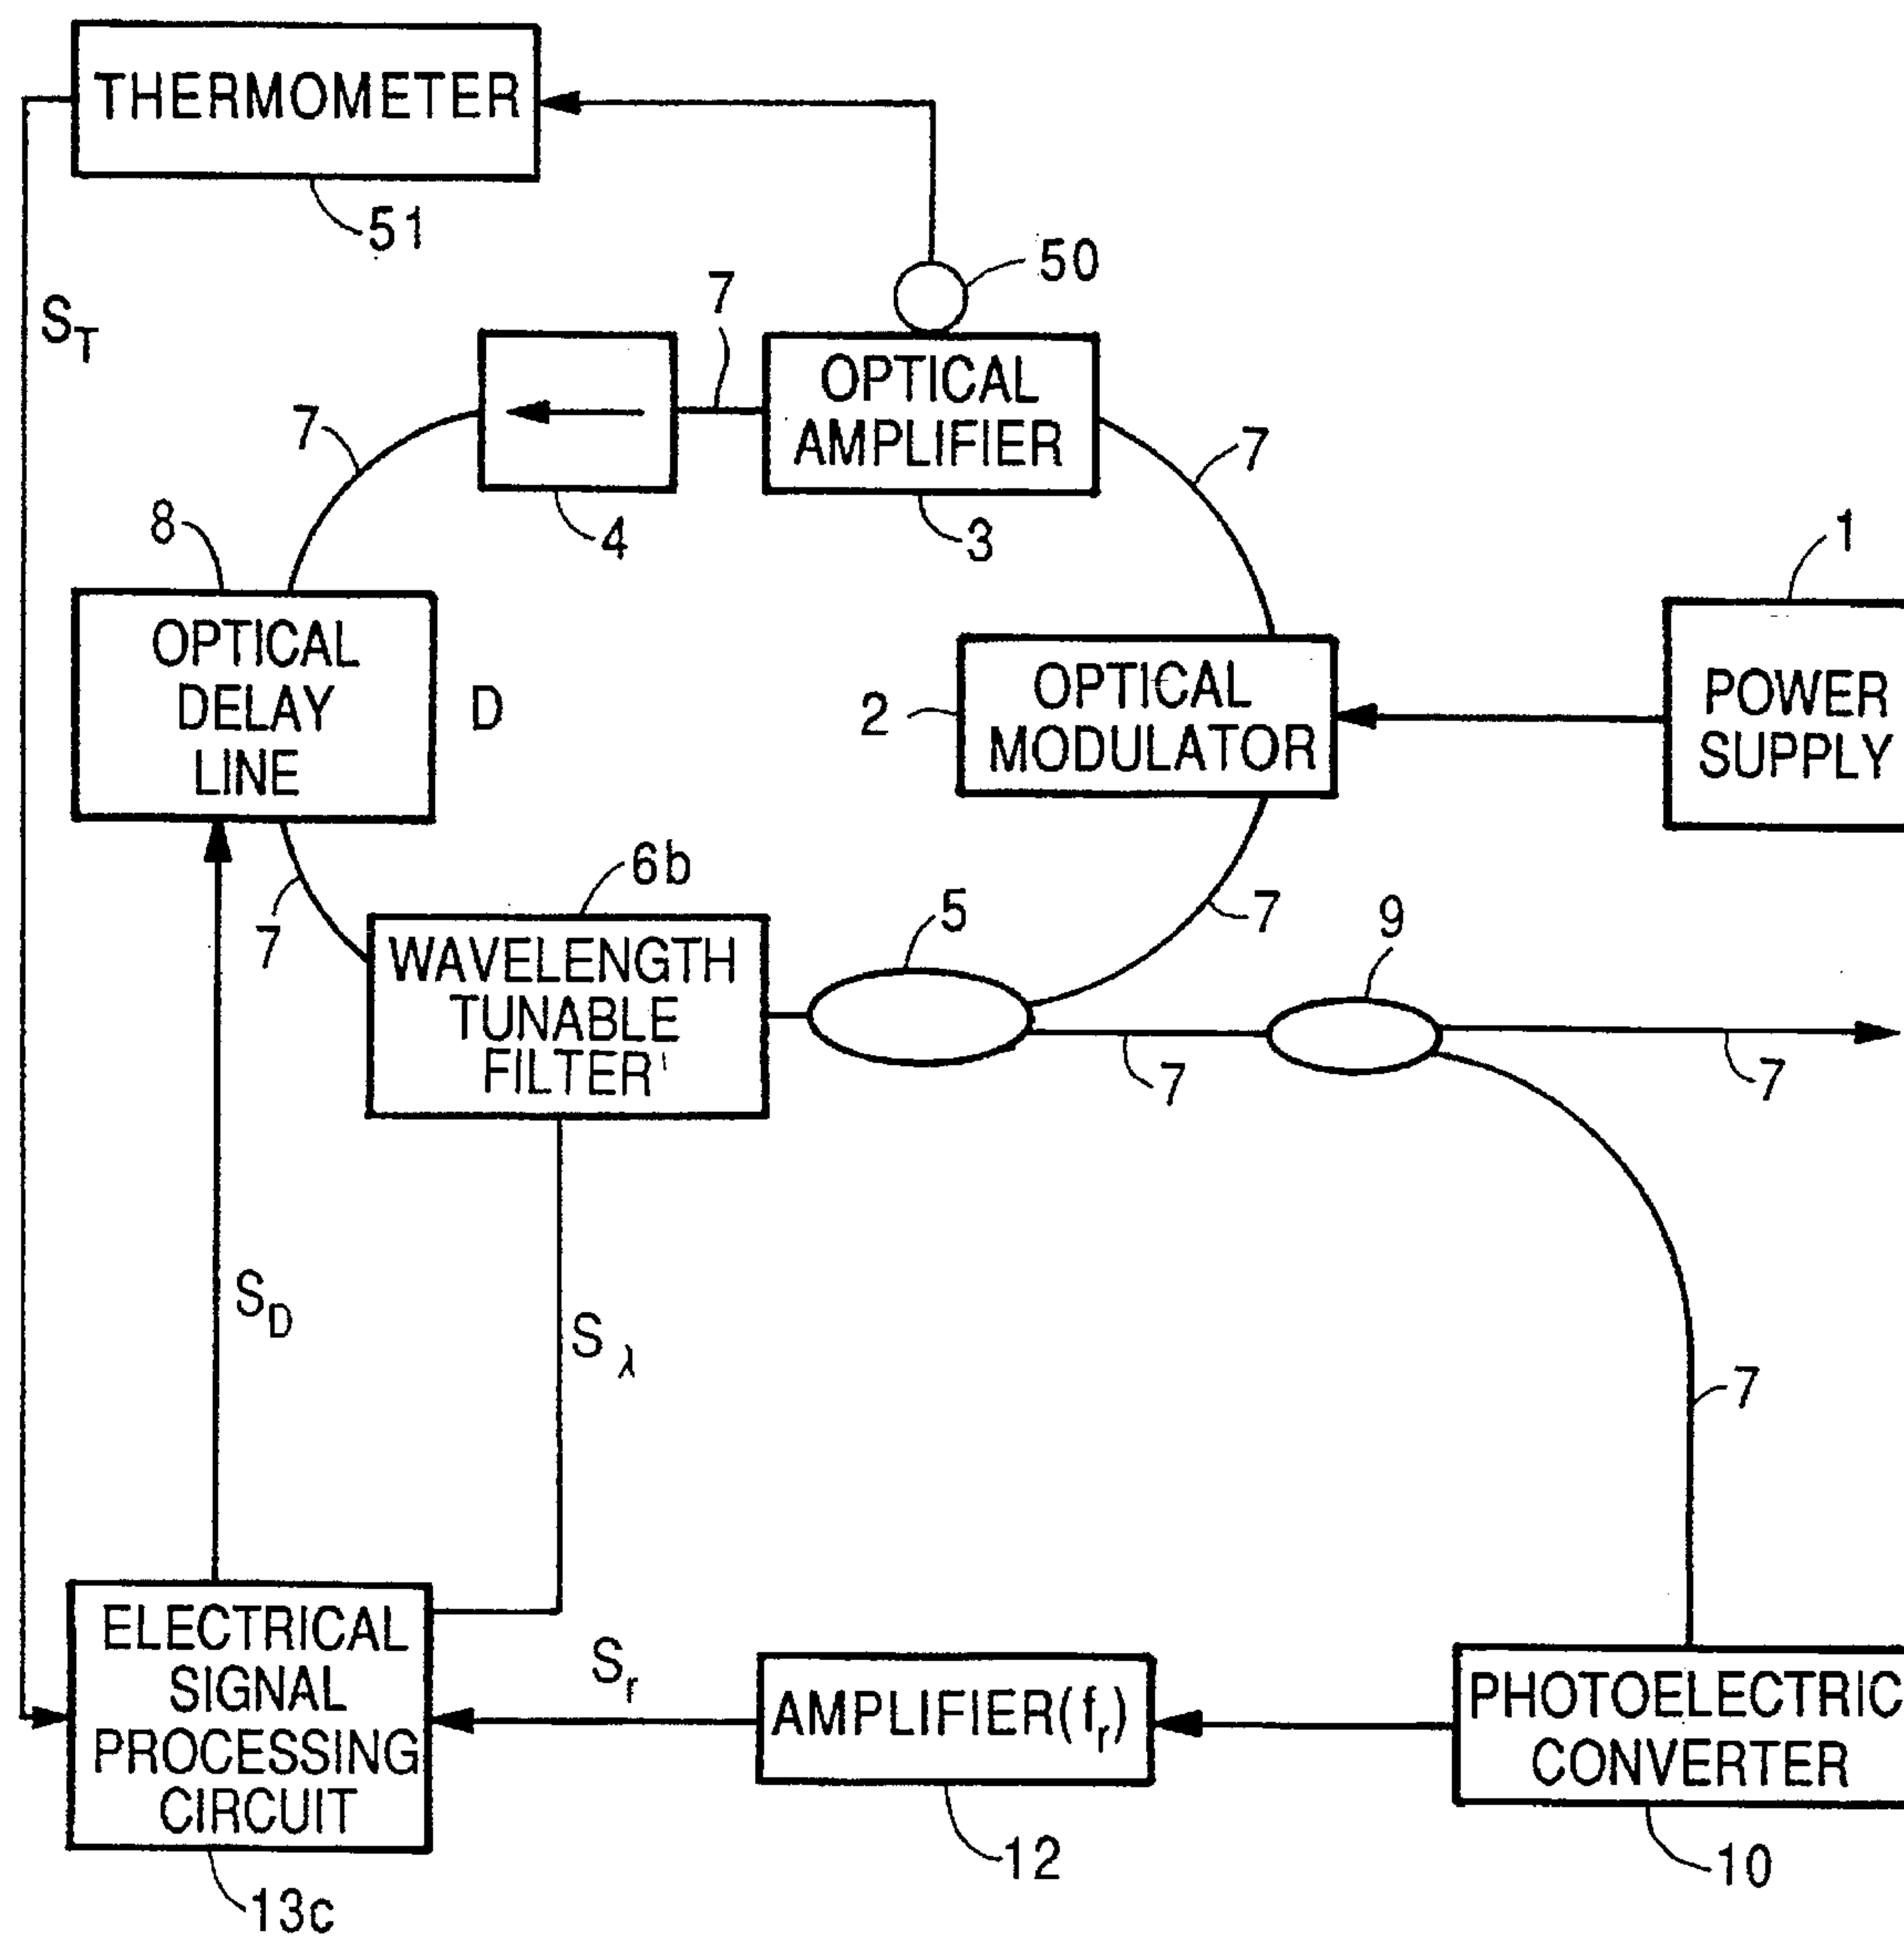 THERMOMETER
51
50
S_T
7
OPTICAL
AMPLIFIER
7
7
4
3
8
1
OPTICAL
DELAY
LINE
D
2
OPTICAL
MODULATOR
POWER
SUPPLY
6b
7
5
7
9
WAVELENGTH
TUNABLE
FILTER
7
7
S_D
S_λ
7
ELECTRICAL
SIGNAL
PROCESSING
CIRCUIT
S_r
AMPLIFIER(f_r)
PHOTOELECTRIC
CONVERTER
13c
12
10